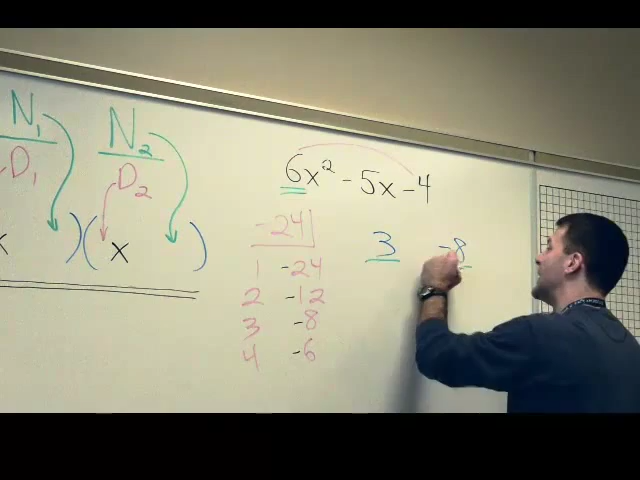 N₁ N₂
D₁ D₂
x )( x )
6x² - 5x - 4
-24
1 -24
2 -12
3 -8
4 -6
3 -8